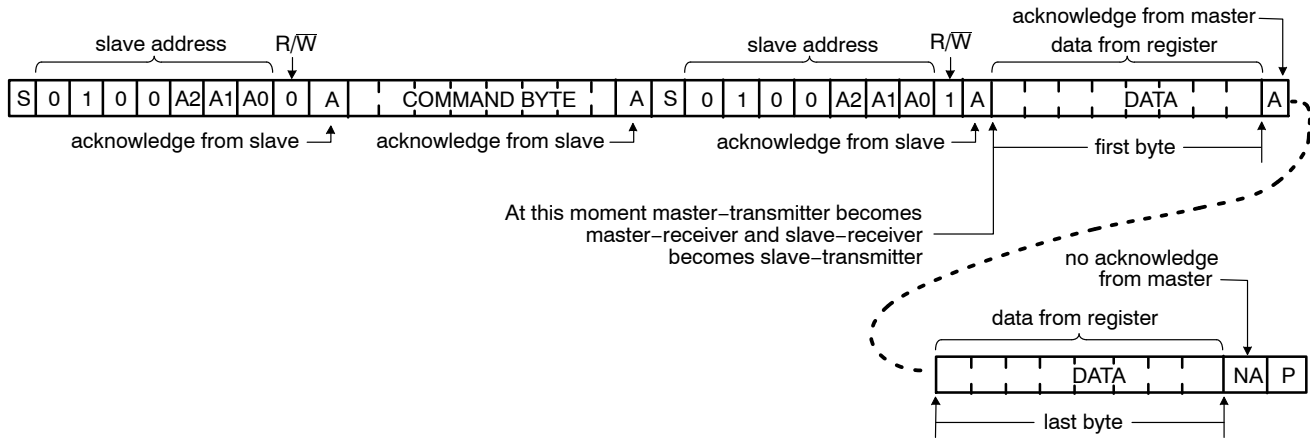 acknowledge from master
slave address R/W̅ slave address R/W̅ data from register
S 0 1 0 0 A2 A1 A0 0 A COMMAND BYTE A S 0 1 0 0 A2 A1 A0 1 A DATA A
acknowledge from slave acknowledge from slave acknowledge from slave first byte
At this moment master−transmitter becomes
master−receiver and slave−receiver
becomes slave−transmitter
no acknowledge
from master
data from register
DATA NA P
last byte